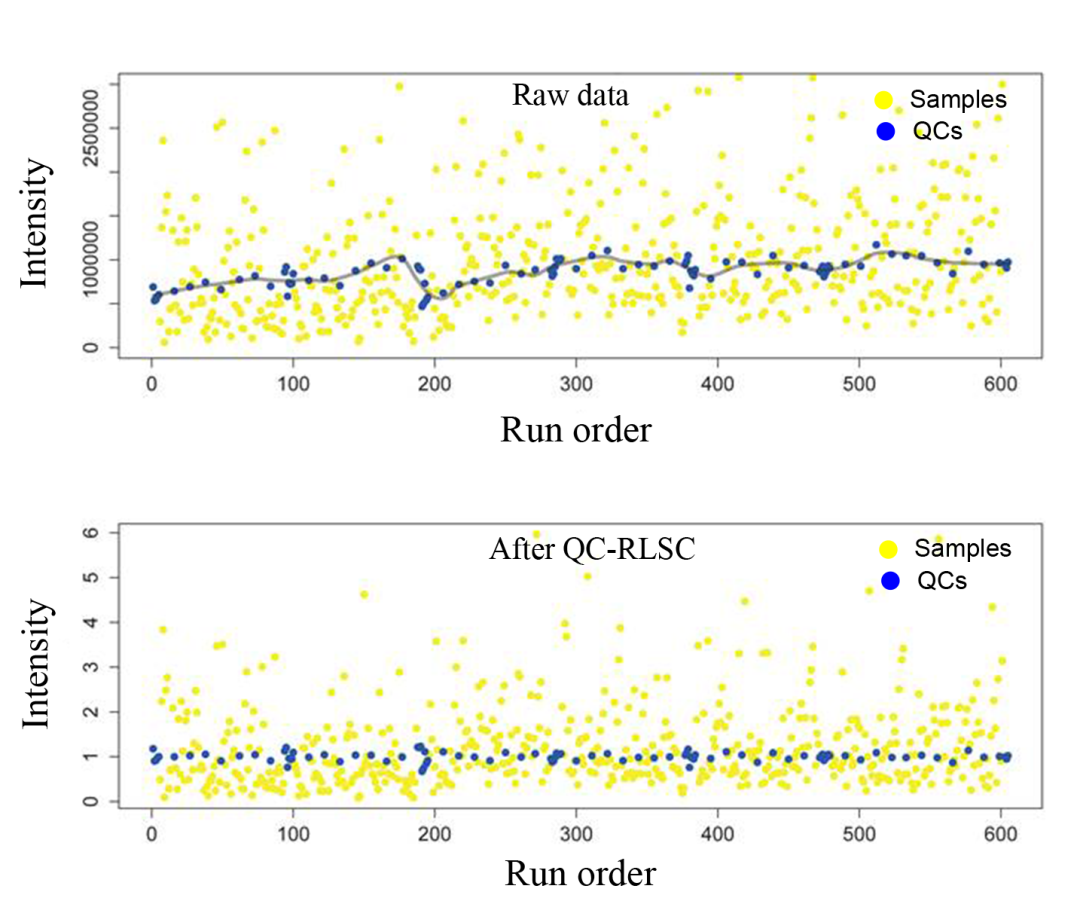 Raw data
Samples
QCs
Intensity
0
1000000
2500000
0 100 200 300 400 500 600
Run order
After QC-RLSC
Samples
QCs
Intensity
0
1
2
3
4
5
6
0 100 200 300 400 500 600
Run order